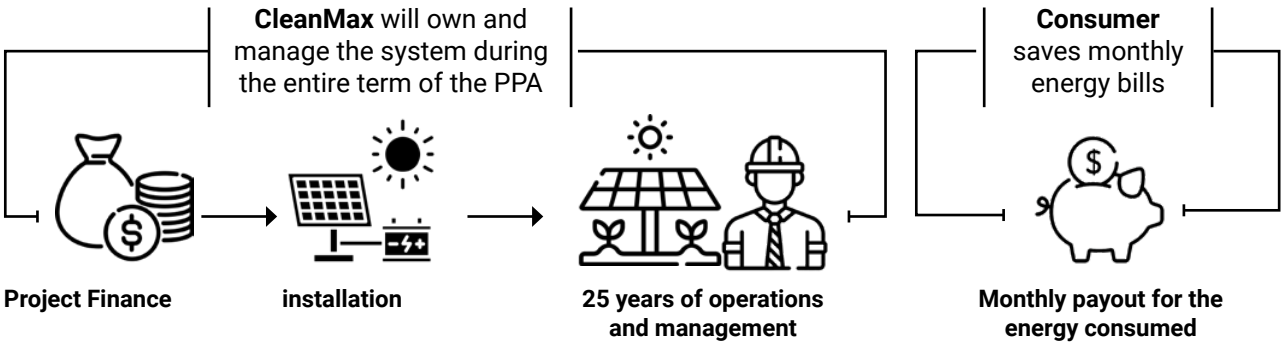 CleanMax will own and
manage the system during
the entire term of the PPA
Consumer
saves monthly
energy bills
$
$
Project Finance
installation
25 years of operations
and management
Monthly payout for the
energy consumed